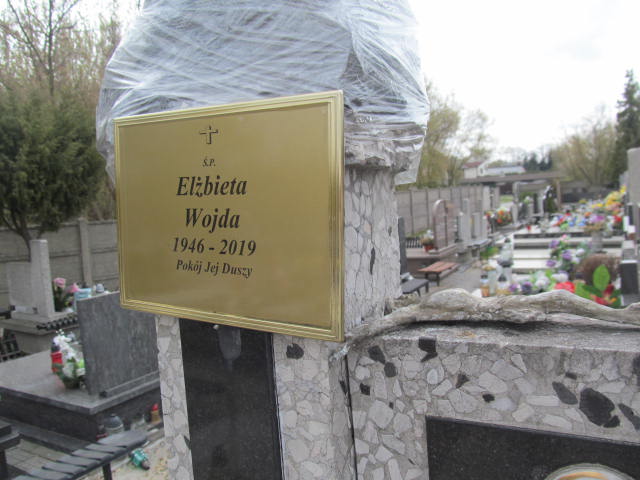 Ś.P.
Elżbieta
Wojda
1946 - 2019
Pokój Jej Duszy